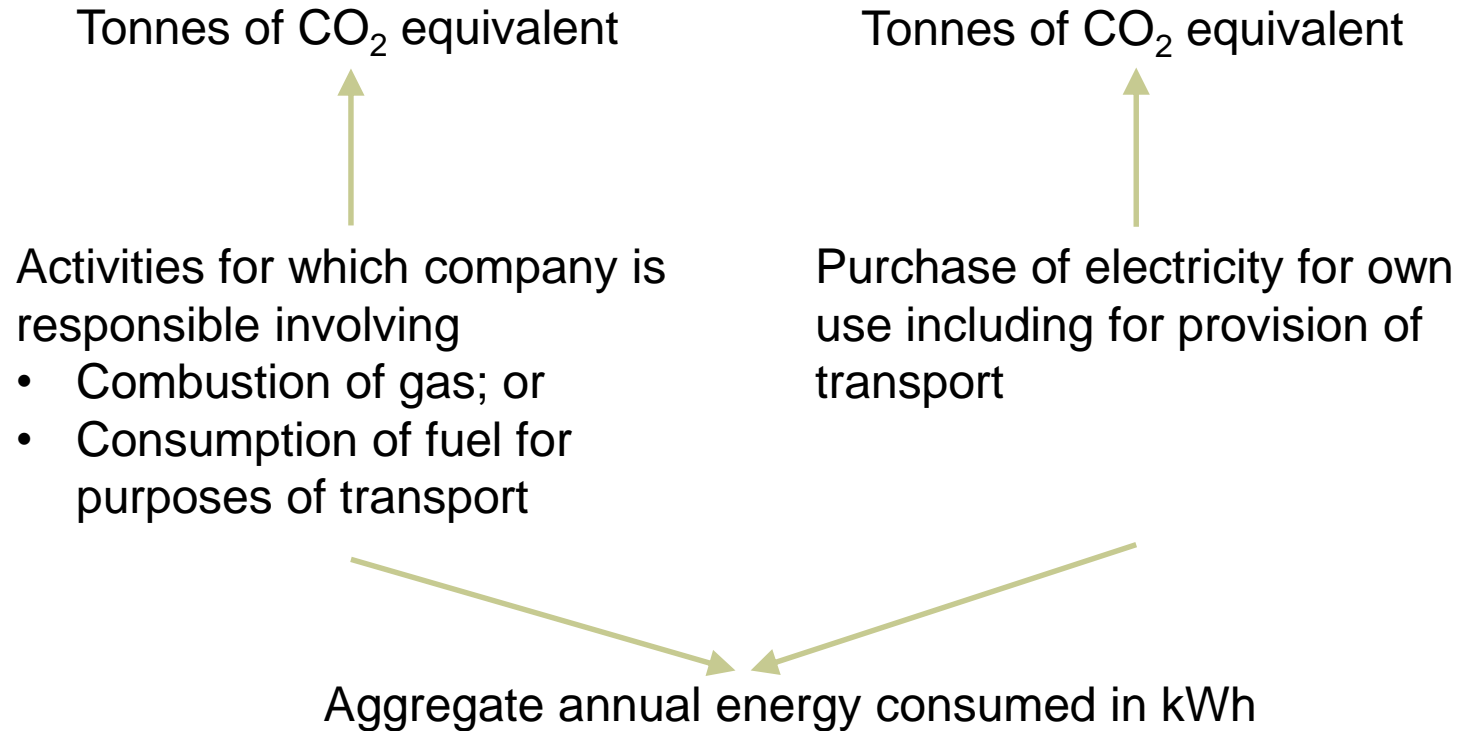 Tonnes of CO₂ equivalent
Tonnes of CO₂ equivalent
Activities for which company is
responsible involving
• Combustion of gas; or
• Consumption of fuel for
purposes of transport
Purchase of electricity for own
use including for provision of
transport
Aggregate annual energy consumed in kWh